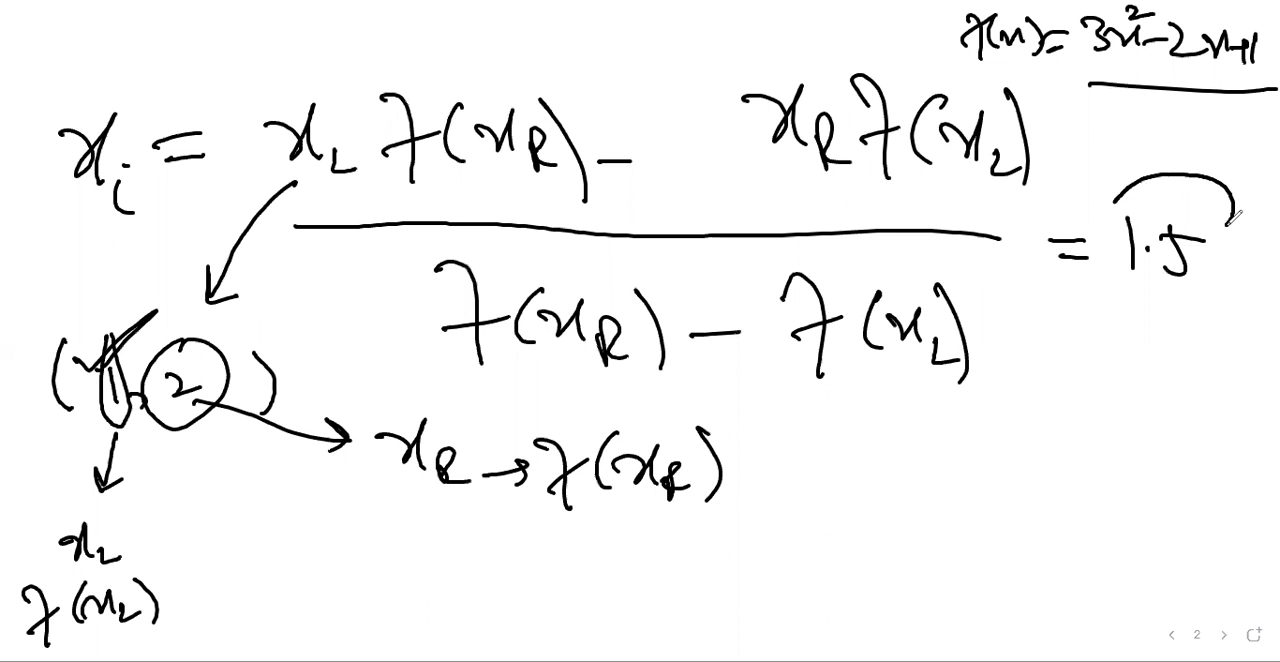 f(x) = 3x²-2x+1
xᵢ = x_L f(x_R) - x_R f(x_L)
f(x_R) - f(x_L)
= 1.5
(1, 2)
x_R → f(x_R)
x_L
f(x_L)
2